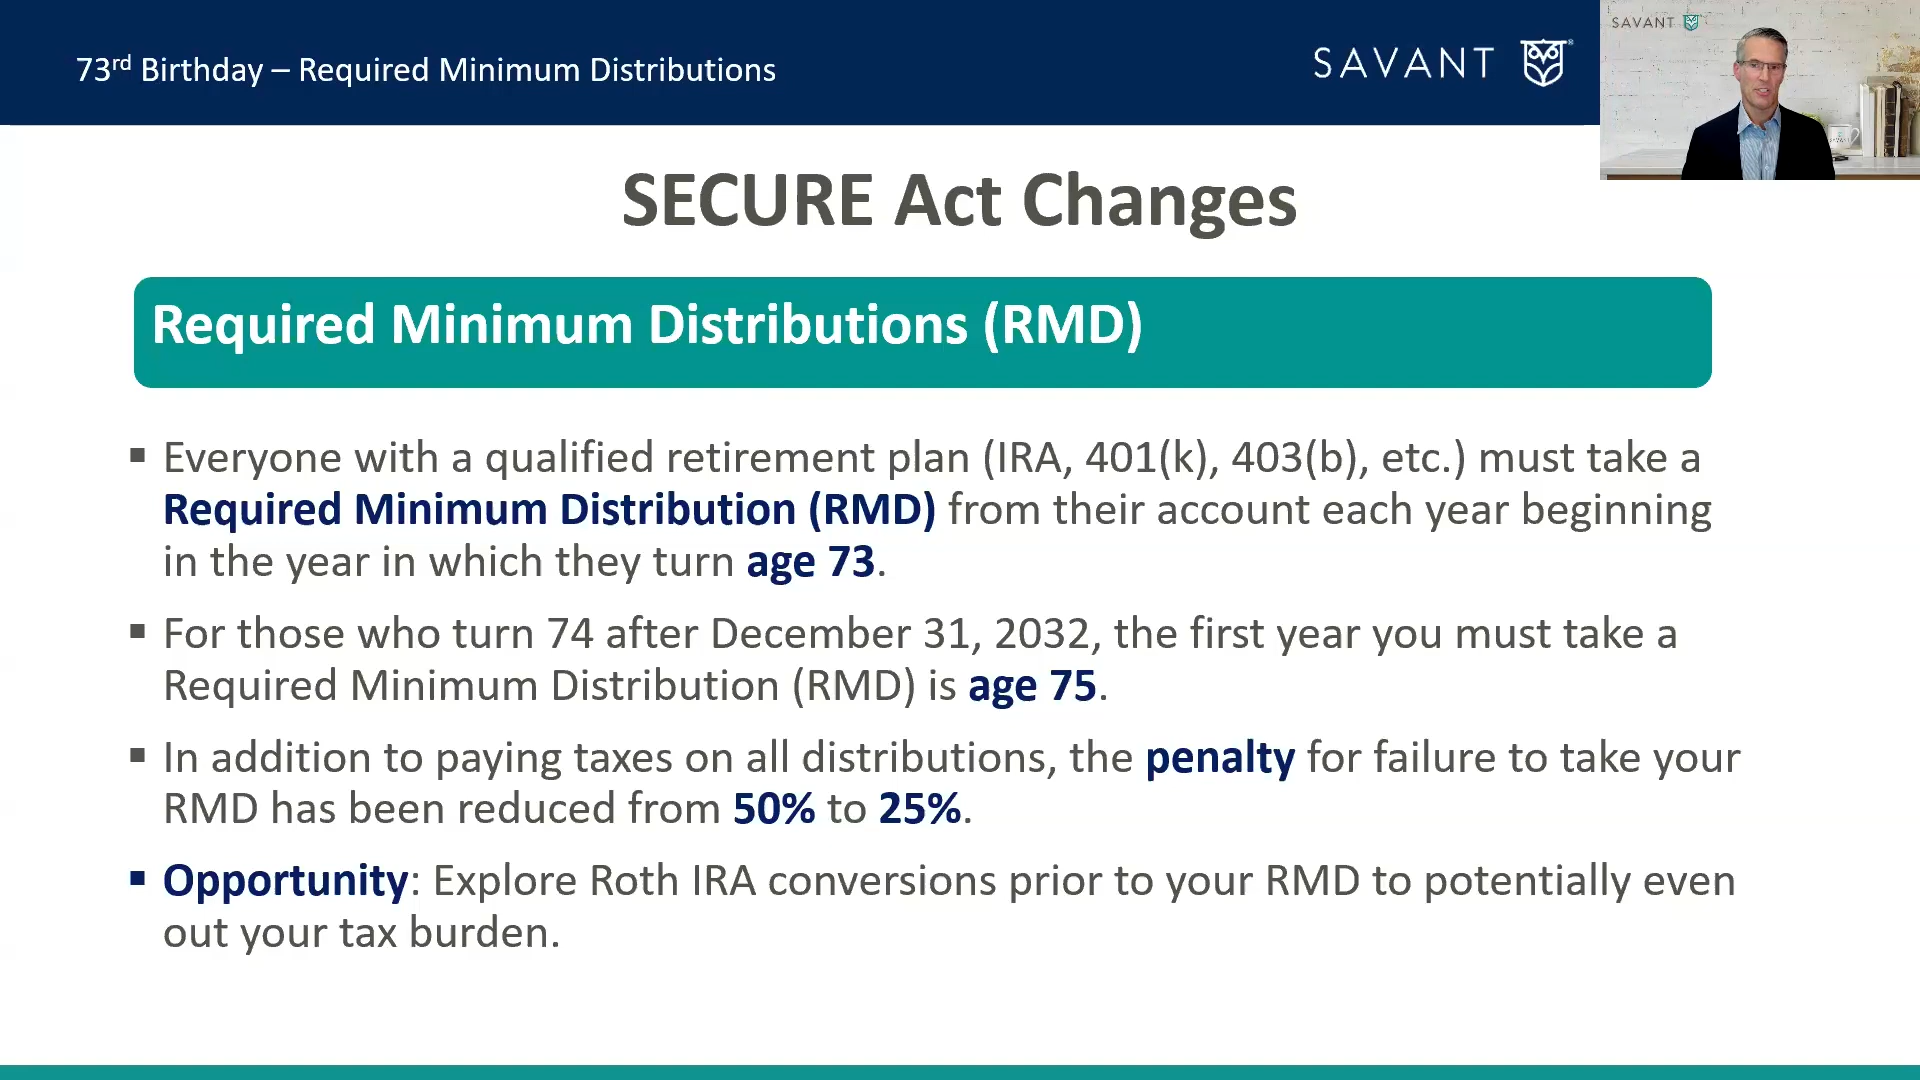 73rd Birthday – Required Minimum Distributions
SAVANT
SAVANT
SECURE Act Changes
Required Minimum Distributions (RMD)
▪ Everyone with a qualified retirement plan (IRA, 401(k), 403(b), etc.) must take a
Required Minimum Distribution (RMD) from their account each year beginning
in the year in which they turn age 73.
▪ For those who turn 74 after December 31, 2032, the first year you must take a
Required Minimum Distribution (RMD) is age 75.
▪ In addition to paying taxes on all distributions, the penalty for failure to take your
RMD has been reduced from 50% to 25%.
▪ Opportunity: Explore Roth IRA conversions prior to your RMD to potentially even
out your tax burden.